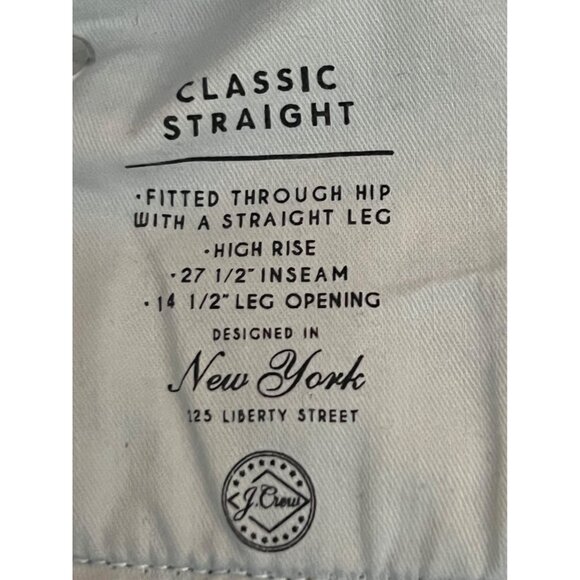 CLASSIC
STRAIGHT
•FITTED THROUGH HIP
WITH A STRAIGHT LEG
•HIGH RISE
•27 1/2" INSEAM
•14 1/2" LEG OPENING
DESIGNED IN
New York
125 LIBERTY STREET
J.Crew